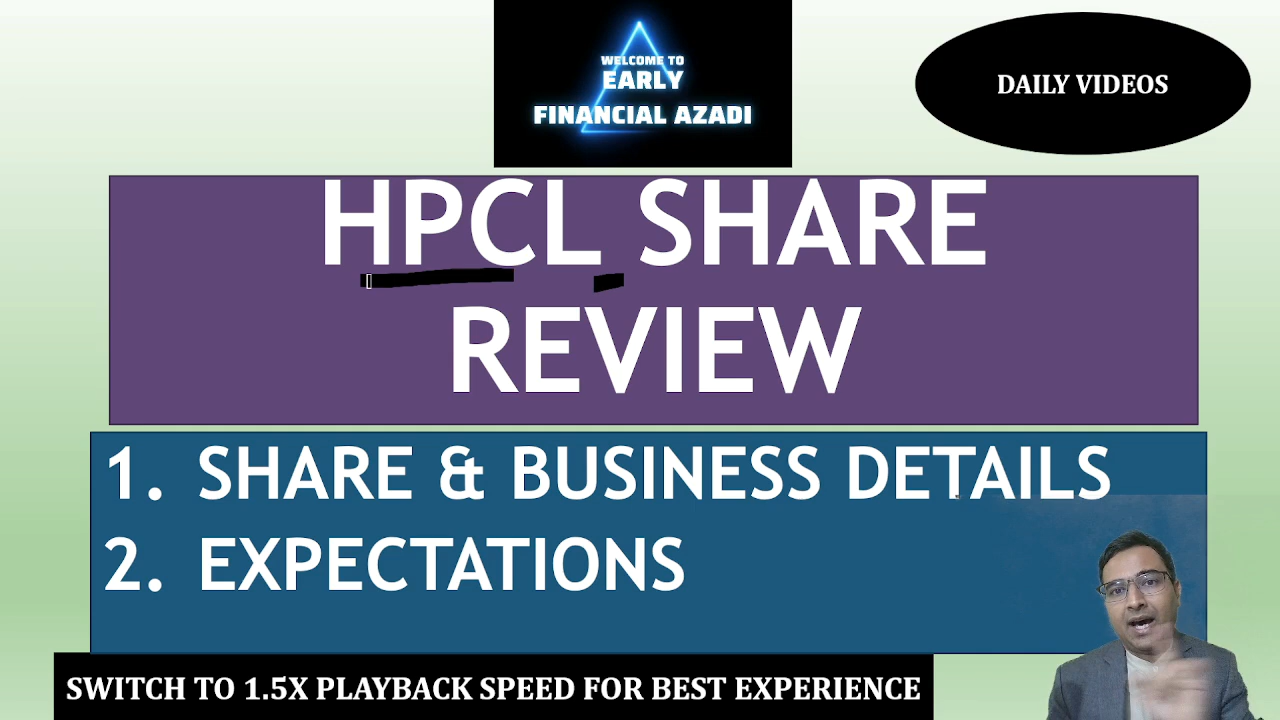 WELCOME TO
EARLY
FINANCIAL AZADI
DAILY VIDEOS
HPCL SHARE
REVIEW
1. SHARE & BUSINESS DETAILS
2. EXPECTATIONS
SWITCH TO 1.5X PLAYBACK SPEED FOR BEST EXPERIENCE